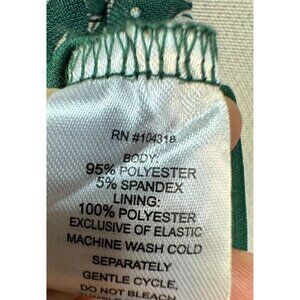 RN #104318
BODY:
95% POLYESTER
5% SPANDEX
LINING:
100% POLYESTER
EXCLUSIVE OF ELASTIC
MACHINE WASH COLD
SEPARATELY
GENTLE CYCLE,
DO NOT BLEACH